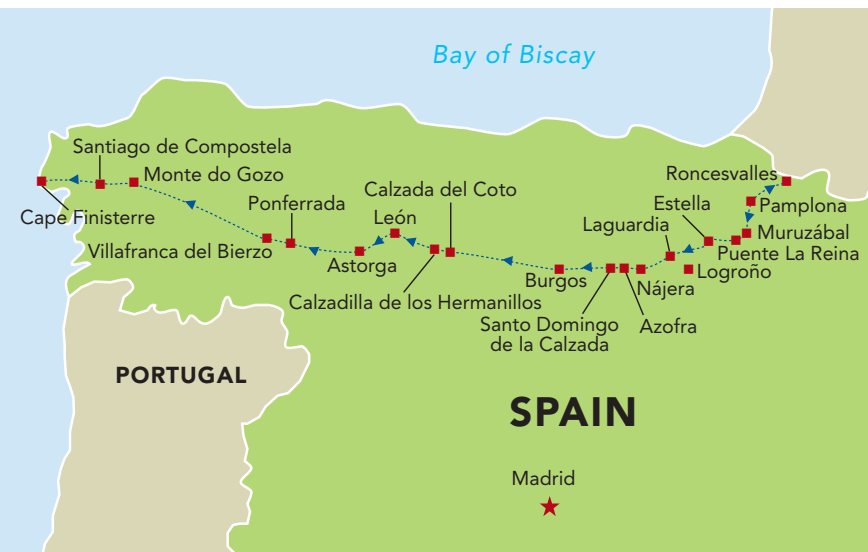 Bay of Biscay
Santiago de Compostela
Monte do Gozo
Cape Finisterre
Ponferrada
Villafranca del Bierzo
Calzada del Coto
León
Astorga
Calzadilla de los Hermanillos
Roncesvalles
Estella
Pamplona
Laguardia
Muruzábal
Puente La Reina
Logroño
Burgos
Nájera
Santo Domingo
de la Calzada
Azofra
PORTUGAL
SPAIN
Madrid